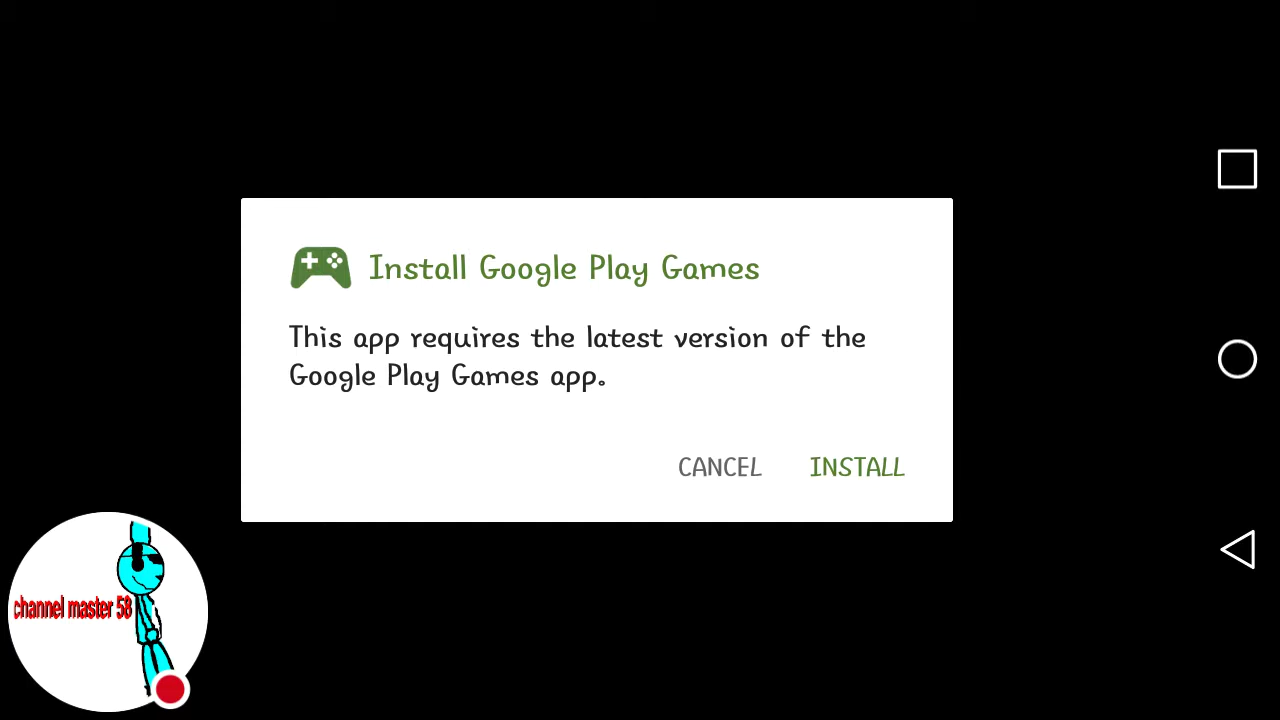 Install Google Play Games
This app requires the latest version of the
Google Play Games app.
CANCEL INSTALL
channel master 58